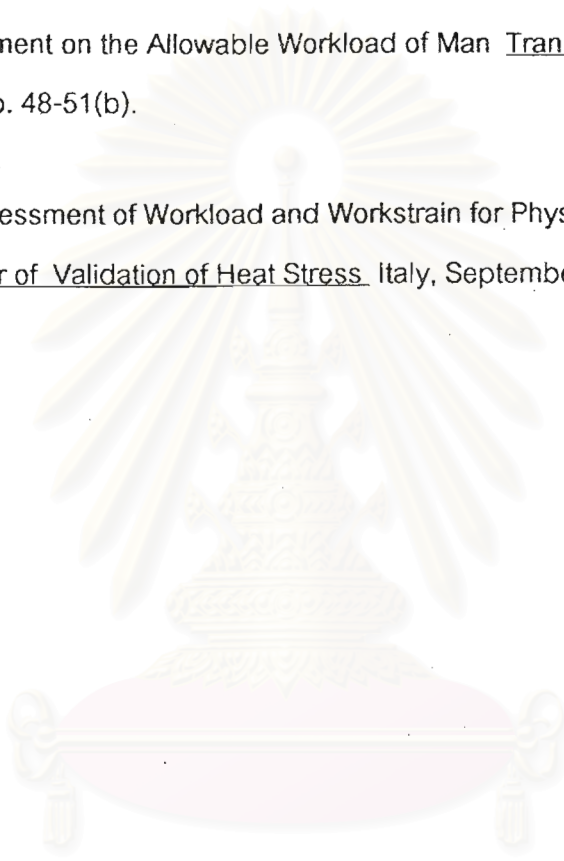 ment on the Allowable Workload of Man Tran
. 48-51(b).
essment of Workload and Workstrain for Phys
r of Validation of Heat Stress Italy, Septembe